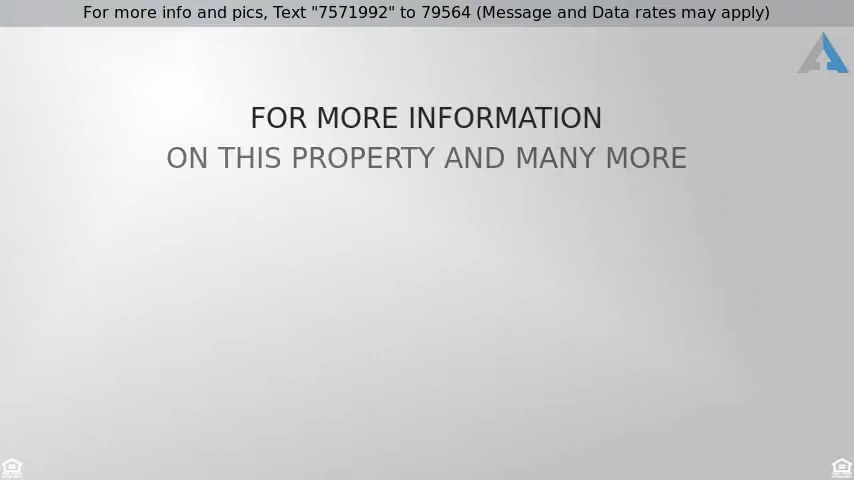 For more info and pics, Text "7571992" to 79564 (Message and Data rates may apply)
FOR MORE INFORMATION
ON THIS PROPERTY AND MANY MORE